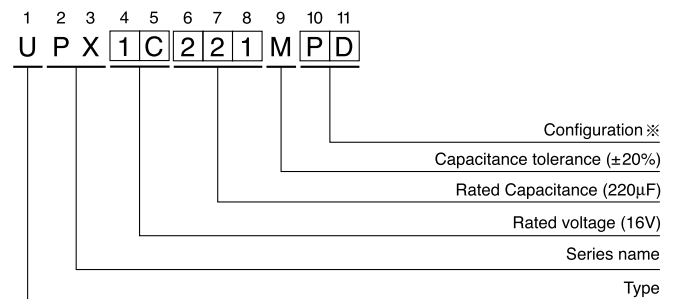 1 2 3 4 5 6 7 8 9 10 11
U P X 1 C 2 2 1 M P D
Configuration ※
Capacitance tolerance (±20%)
Rated Capacitance (220µF)
Rated voltage (16V)
Series name
Type